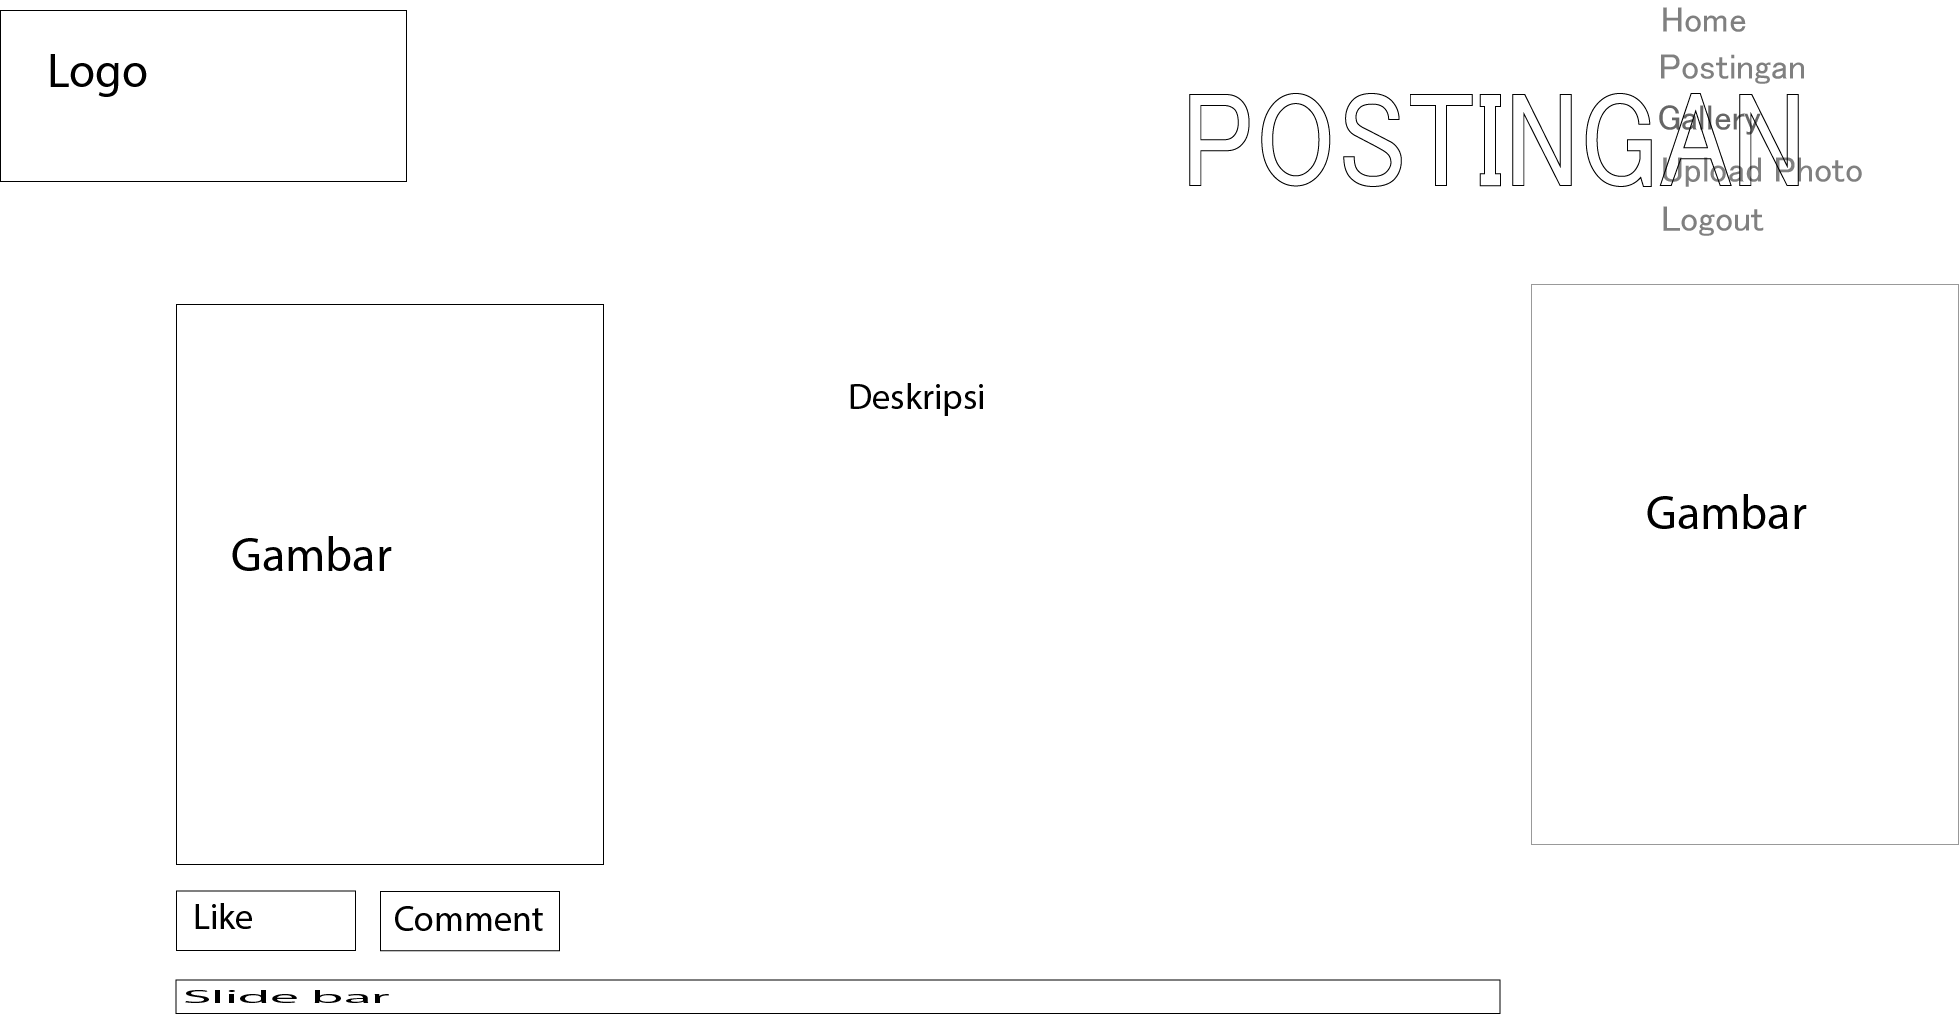 Logo
Home
Postingan
Gallery
Upload Photo
Logout
POSTINGAN
Gambar
Deskripsi
Gambar
Like
Comment
Slide bar